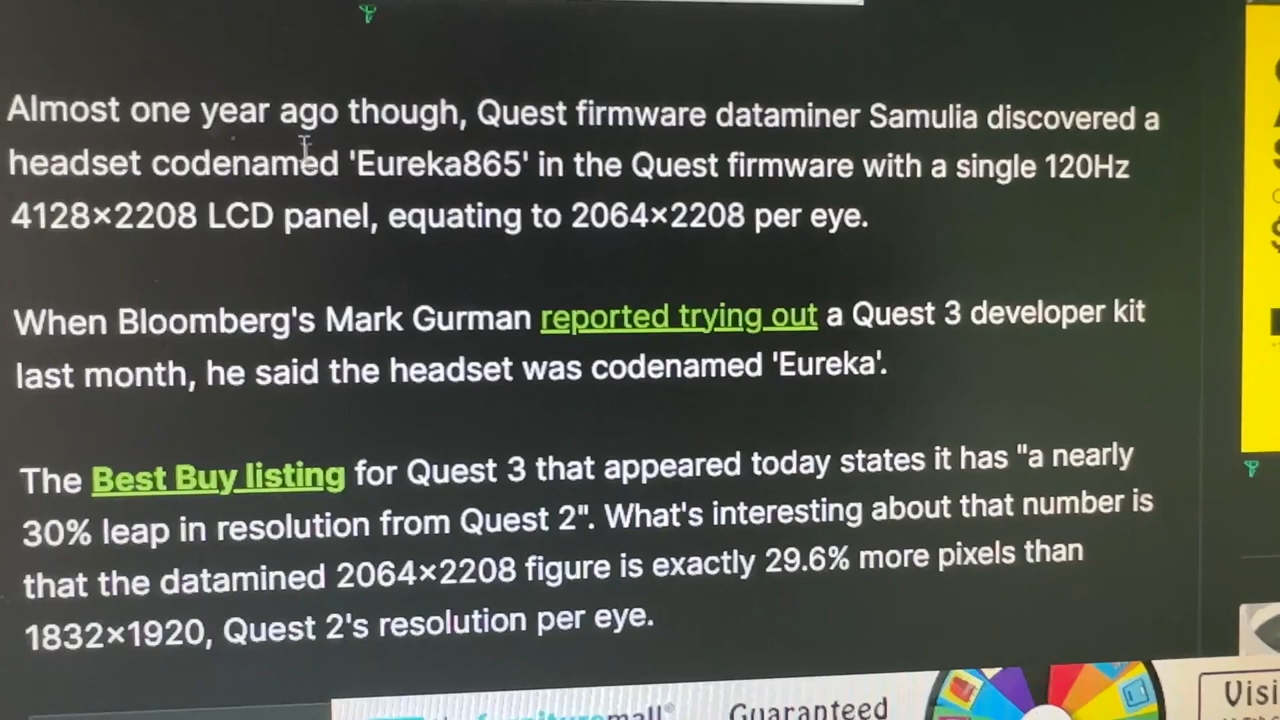 Almost one year ago though, Quest firmware dataminer Samulia discovered a
headset codenamed 'Eureka865' in the Quest firmware with a single 120Hz
4128×2208 LCD panel, equating to 2064×2208 per eye.
When Bloomberg's Mark Gurman reported trying out a Quest 3 developer kit
last month, he said the headset was codenamed 'Eureka'.
The Best Buy listing for Quest 3 that appeared today states it has "a nearly
30% leap in resolution from Quest 2". What's interesting about that number is
that the datamined 2064×2208 figure is exactly 29.6% more pixels than
1832×1920, Quest 2's resolution per eye.
Guaranteed